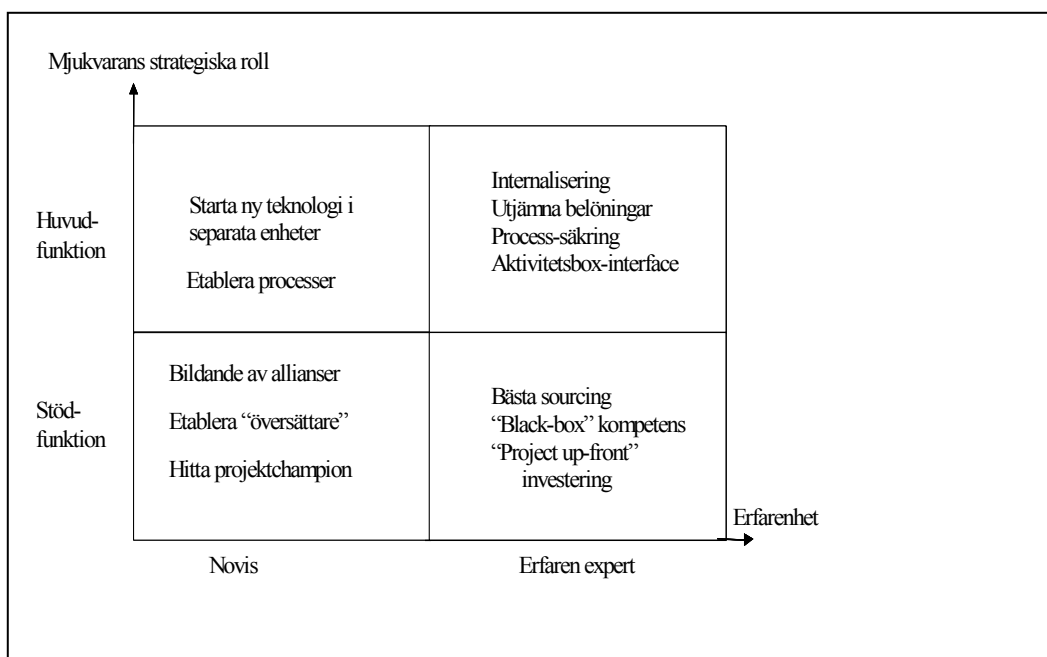 Mjukvarans strategiska roll
Huvud-
funktion
Starta ny teknologi i
separata enheter
Etablera processer
Internalisering
Utjämna belöningar
Process-säkring
Aktivitetsbox-interface
Stöd-
funktion
Bildande av allianser
Etablera “översättare”
Hitta projektchampion
Bästa sourcing
“Black-box” kompetens
“Project up-front”
investering
Erfarenhet
Novis
Erfaren expert